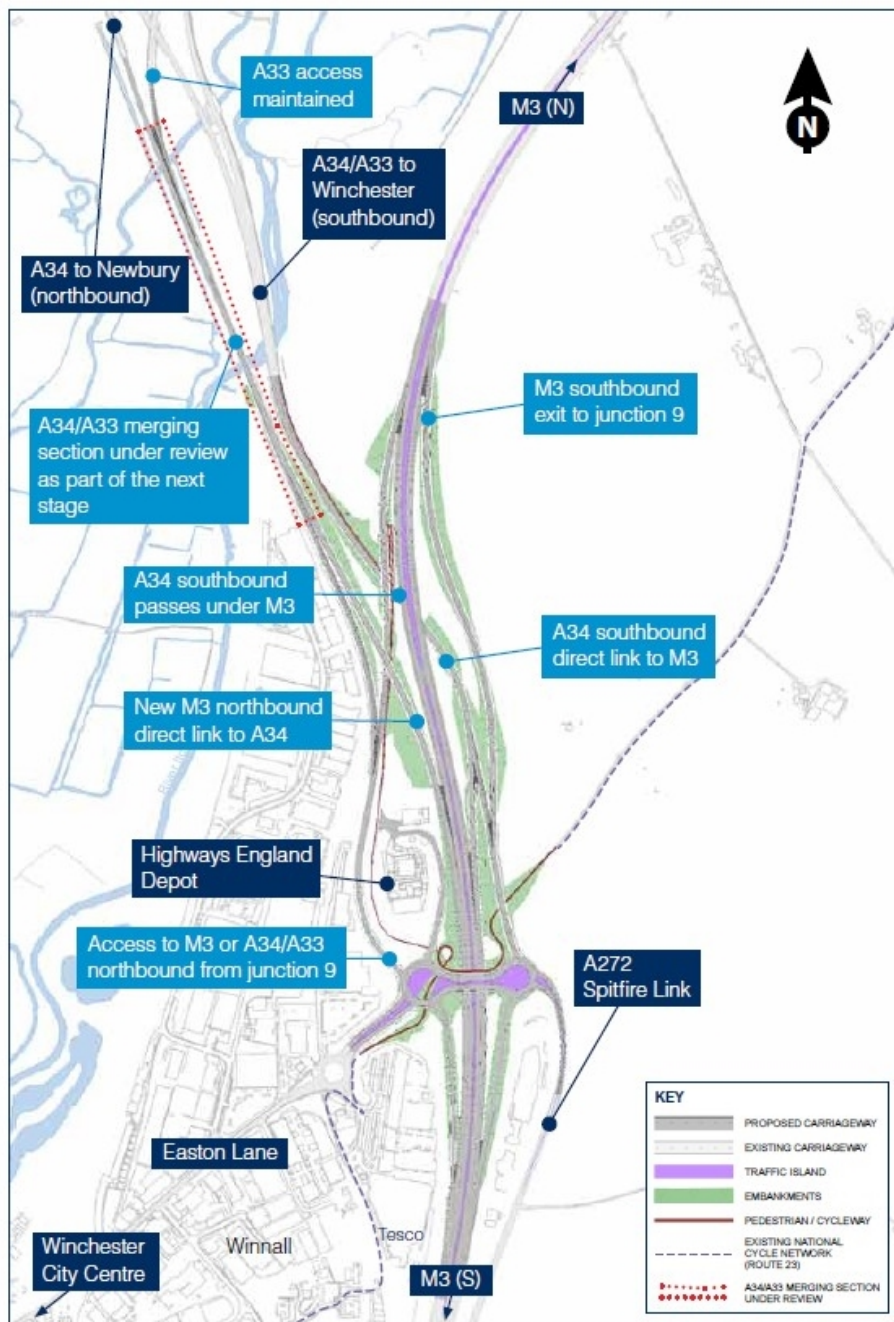 A33 access
maintained
M3 (N)
N
A34/A33 to
Winchester
(southbound)
A34 to Newbury
(northbound)
M3 southbound
exit to junction 9
A34/A33 merging
section under review
as part of the next
stage
A34 southbound
passes under M3
A34 southbound
direct link to M3
New M3 northbound
direct link to A34
Highways England
Depot
Access to M3 or A34/A33
northbound from junction 9
A272
Spitfire Link
Easton Lane
Winnall
Tesco
Winchester
City Centre
M3 (S)
KEY
PROPOSED CARRIAGEWAY
EXISTING CARRIAGEWAY
TRAFFIC ISLAND
EMBANKMENTS
PEDESTRIAN / CYCLEWAY
EXISTING NATIONAL
CYCLE NETWORK
(ROUTE 23)
A34/A33 MERGING SECTION
UNDER REVIEW